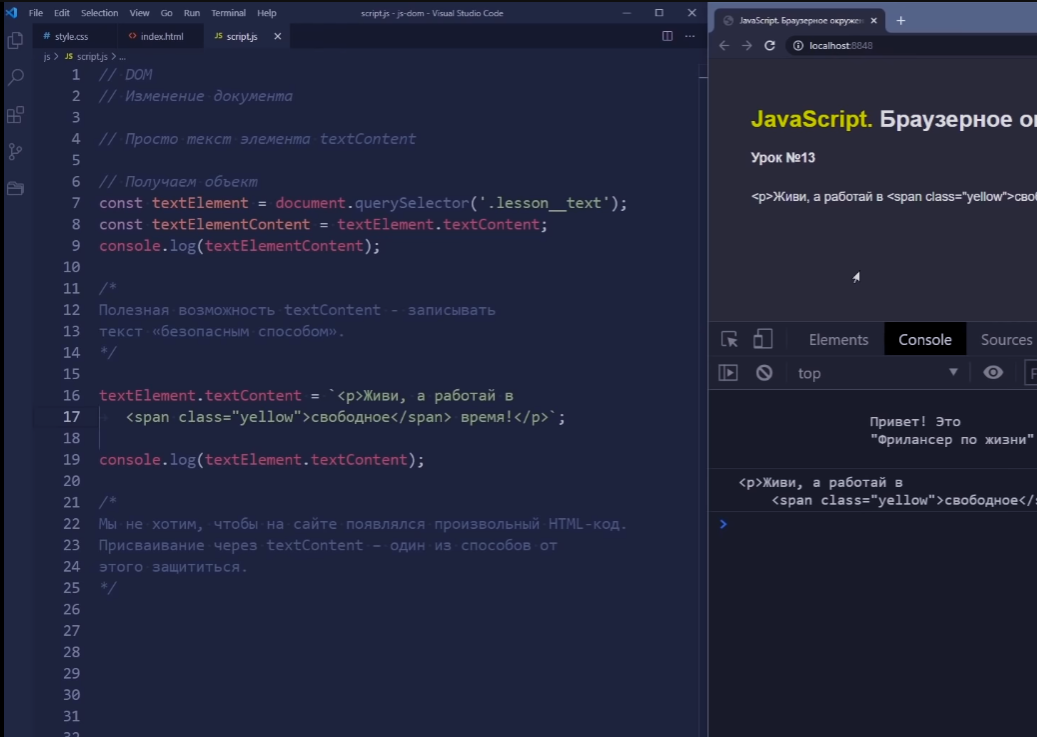 File Edit Selection View Go Run Terminal Help script.js - js-dom - Visual Studio Code
# style.css <> index.html JS script.js
js > JS script.js > ...
1 // DOM
2 // Изменение документа
3
4 // Просто текст элемента textContent
5
6 // Получаем объект
7 const textElement = document.querySelector('.lesson__text');
8 const textElementContent = textElement.textContent;
9 console.log(textElementContent);
10
11 /*
12 Полезная возможность textContent - записывать
13 текст «безопасным способом».
14 */
15
16 textElement.textContent = `<p>Живи, а работай в
17 <span class="yellow">свободное</span> время!</p>`;
18
19 console.log(textElement.textContent);
20
21 /*
22 Мы не хотим, чтобы на сайте появлялся произвольный HTML-код.
23 Присваивание через textContent – один из способов от
24 этого защититься.
25 */
26
27
28
29
30
31
JavaScript. Браузерное окруже
localhost:8848
JavaScript. Браузерное о
Урок №13
<p>Живи, а работай в <span class="yellow">сво
Elements Console Sources
top
Привет! Это
"Фрилансер по жизни"
<p>Живи, а работай в
<span class="yellow">свободное</
>